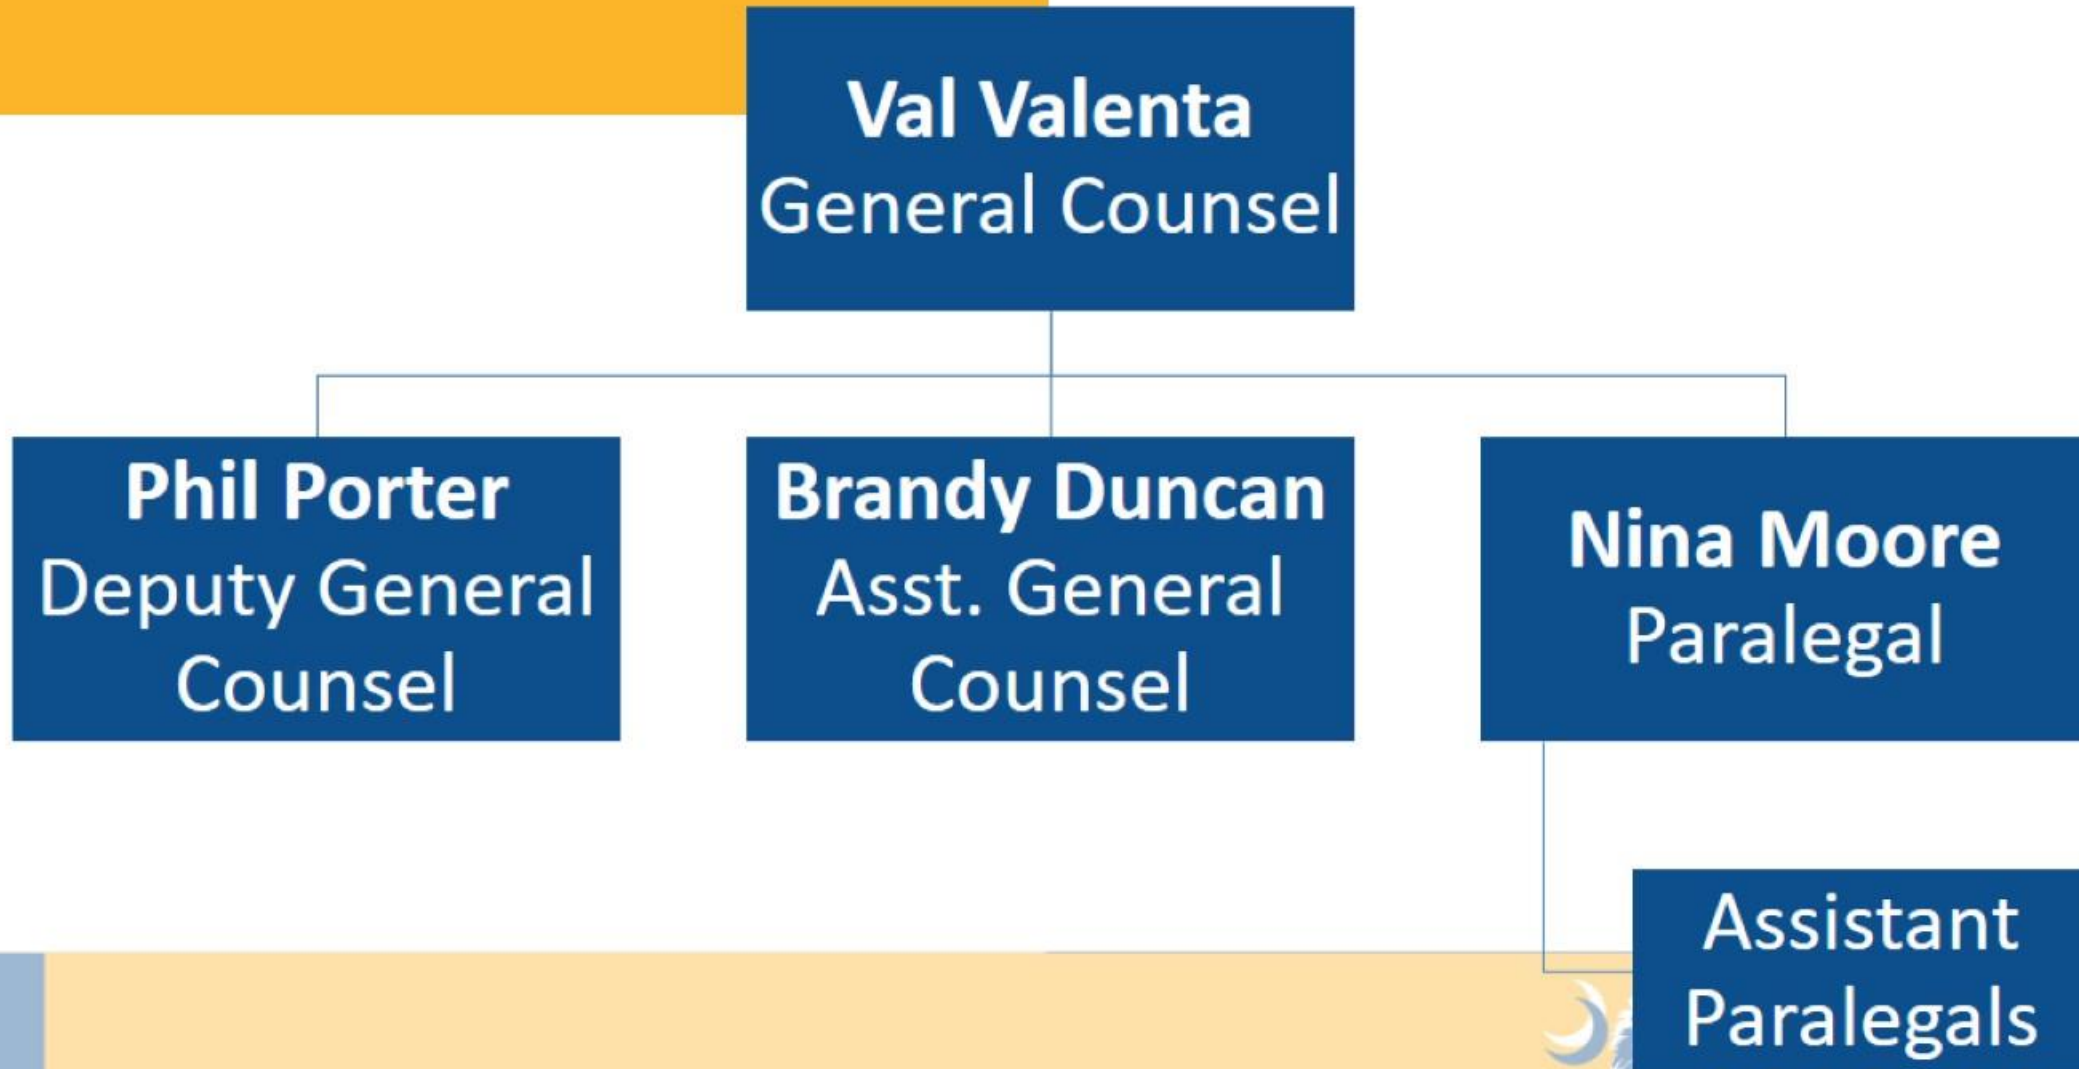 Val Valenta
General Counsel
Phil Porter
Deputy General
Counsel
Brandy Duncan
Asst. General
Counsel
Nina Moore
Paralegal
Assistant
Paralegals